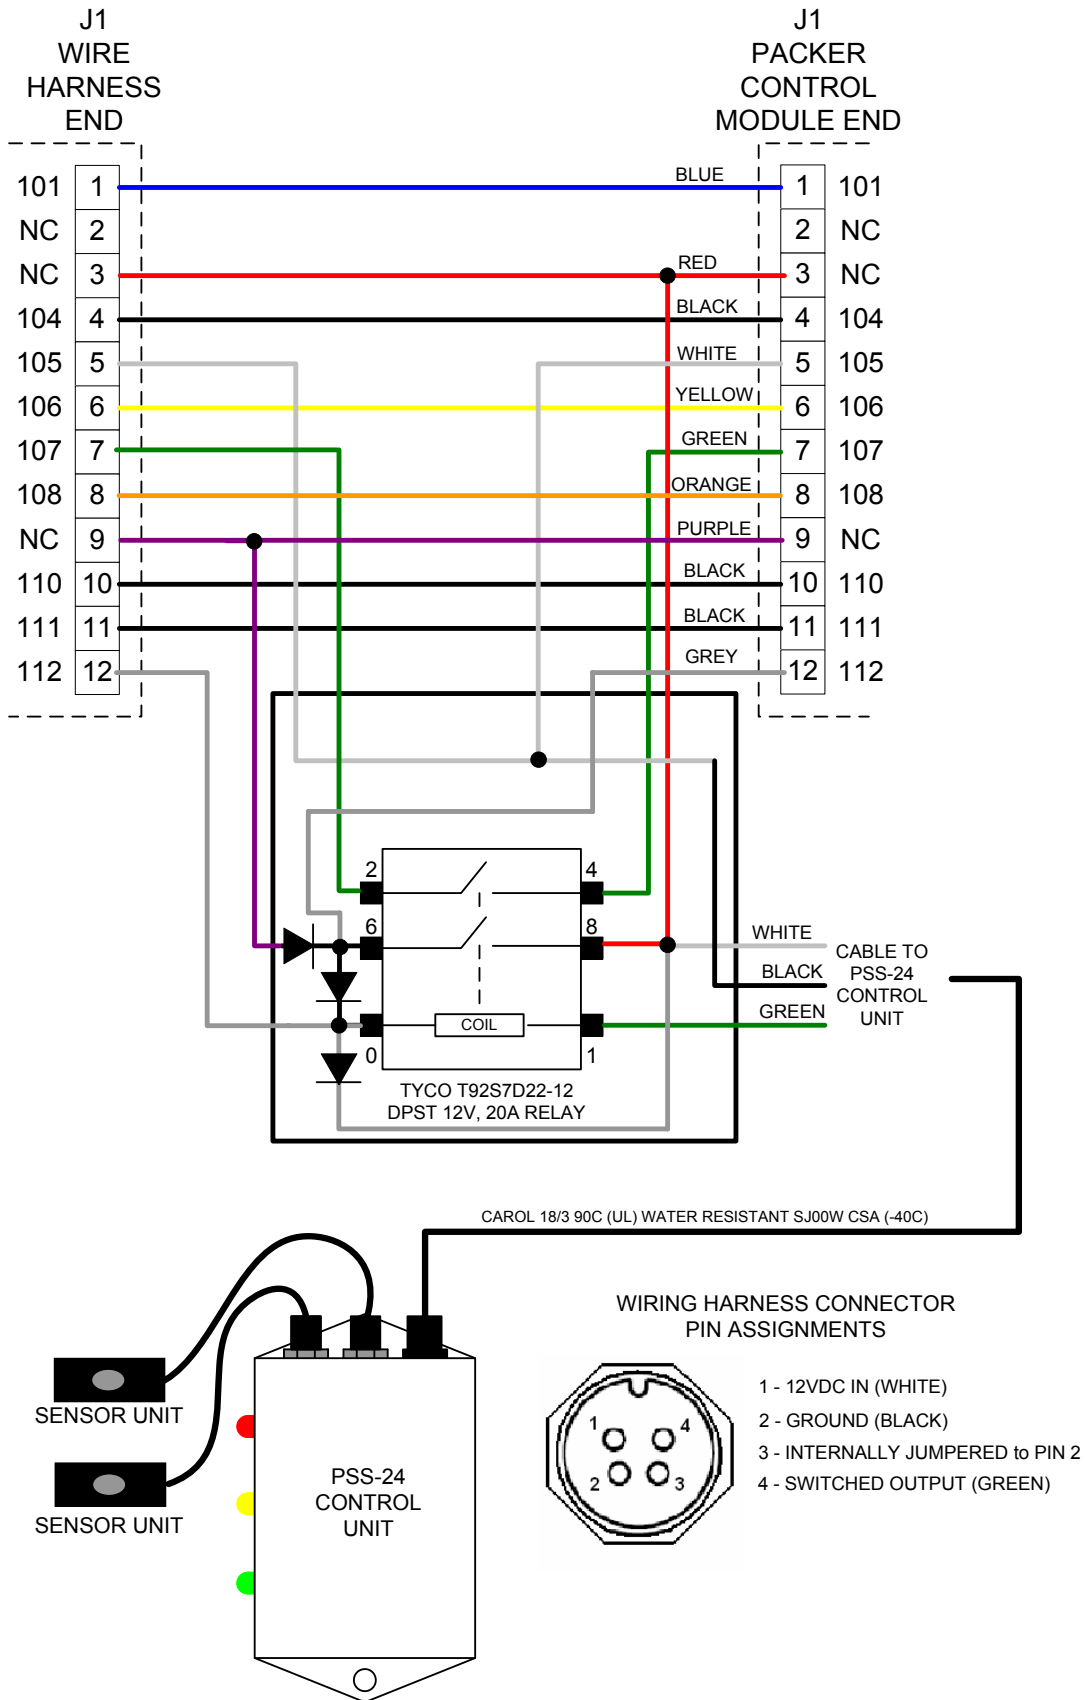 J1
WIRE
HARNESS
END
J1
PACKER
CONTROL
MODULE END
101 1 BLUE 1 101
NC 2 2 NC
NC 3 RED 3 NC
104 4 BLACK 4 104
105 5 WHITE 5 105
106 6 YELLOW 6 106
107 7 GREEN 7 107
108 8 ORANGE 8 108
NC 9 PURPLE 9 NC
110 10 BLACK 10 110
111 11 BLACK 11 111
112 12 GREY 12 112
2 4
6 8
COIL
0 1
TYCO T92S7D22-12
DPST 12V, 20A RELAY
WHITE
BLACK
GREEN
CABLE TO
PSS-24
CONTROL
UNIT
CAROL 18/3 90C (UL) WATER RESISTANT SJ00W CSA (-40C)
SENSOR UNIT
SENSOR UNIT
PSS-24
CONTROL
UNIT
WIRING HARNESS CONNECTOR
PIN ASSIGNMENTS
1 4
2 3
1 - 12VDC IN (WHITE)
2 - GROUND (BLACK)
3 - INTERNALLY JUMPERED to PIN 2
4 - SWITCHED OUTPUT (GREEN)